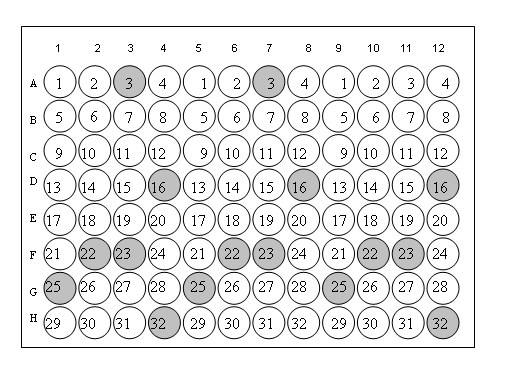 1 2 3 4 5 6 7 8 9 10 11 12
A 1 2 3 4 1 2 3 4 1 2 3 4
B 5 6 7 8 5 6 7 8 5 6 7 8
C 9 10 11 12 9 10 11 12 9 10 11 12
D 13 14 15 16 13 14 15 16 13 14 15 16
E 17 18 19 20 17 18 19 20 17 18 19 20
F 21 22 23 24 21 22 23 24 21 22 23 24
G 25 26 27 28 25 26 27 28 25 26 27 28
H 29 30 31 32 29 30 31 32 29 30 31 32